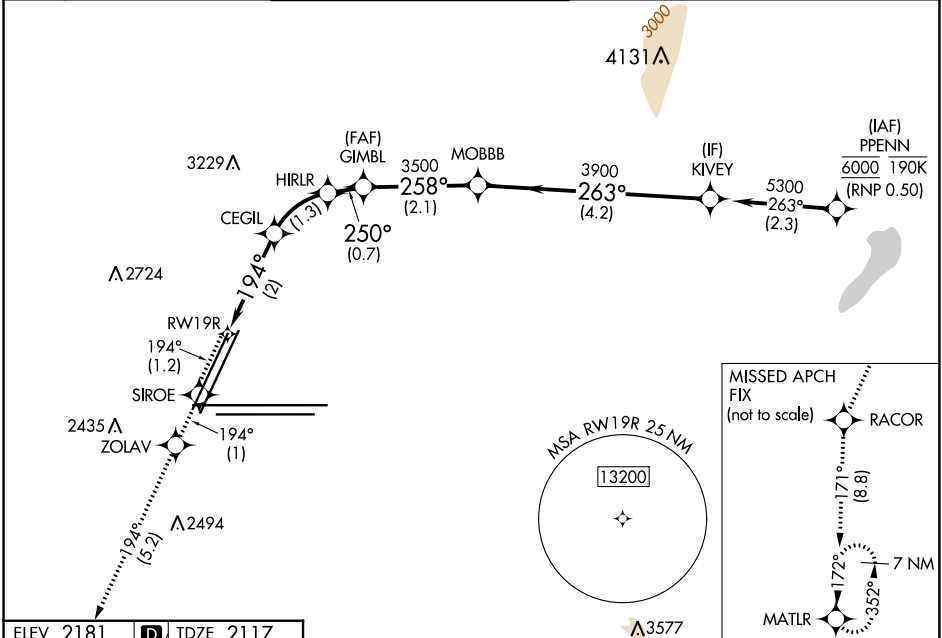 3000
4131
(IAF)
PPENN
6000 190K
(RNP 0.50)
(FAF)
GIMBL
3500
258°
(2.1)
MOBBB
3900
263°
(4.2)
(IF)
KIVEY
5300
263°
(2.3)
3229
HIRLR
CEGIL
(1.3)
250°
(0.7)
194°
(2)
2724
RW19R
194°
(1.2)
SIROE
2435
ZOLAV
194°
(1)
2494
194°
(5.2)
MSA RW19R 25 NM
13200
3577
MISSED APCH
FIX
(not to scale)
RACOR
171°
(8.8)
7 NM
172°
352°
MATLR
ELEV 2181 D TDZE 2117